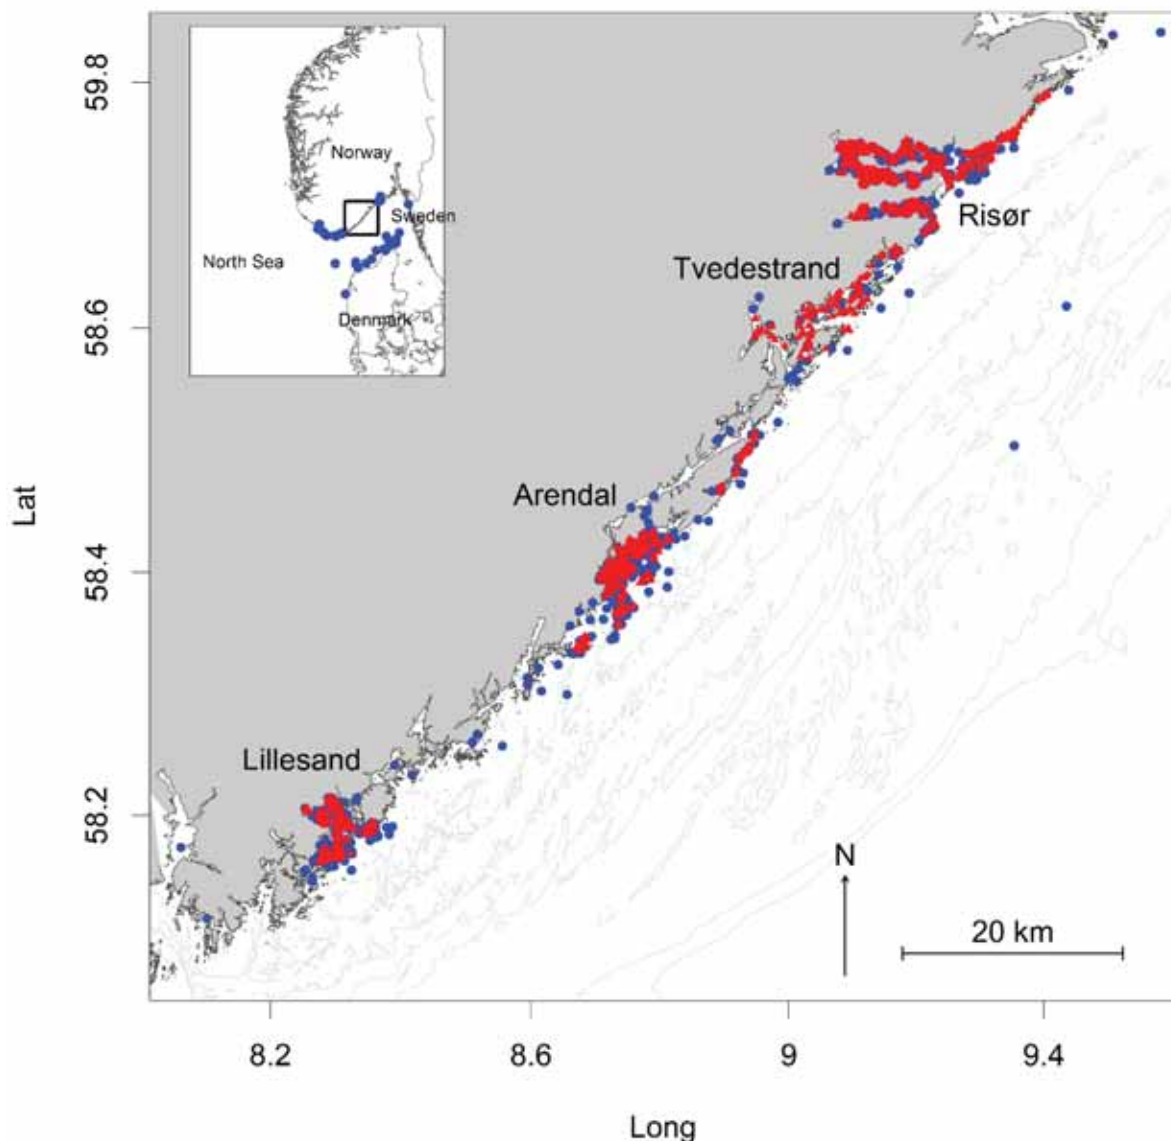 59.8
Norway
Sweden
North Sea
Denmark
Risør
Tvedestrand
58.6
Arendal
Lat
58.4
Lillesand
58.2
N
20 km
8.2
8.6
9
9.4
Long